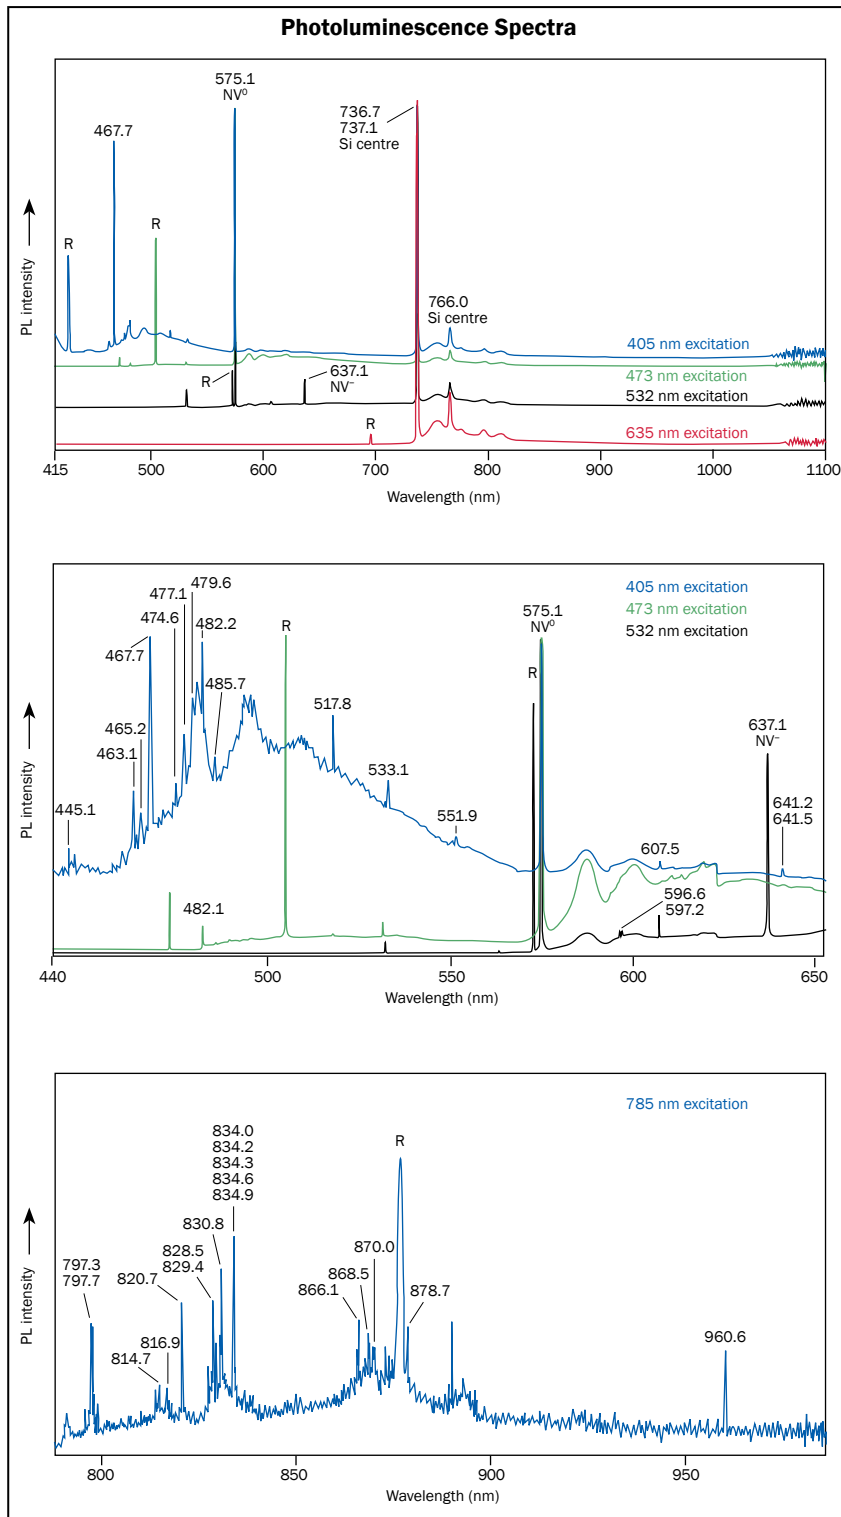 Photoluminescence Spectra
575.1
NV⁰
736.7
737.1
Si centre
467.7
R
R
766.0
Si centre
405 nm excitation
473 nm excitation
R
637.1
NV⁻
532 nm excitation
R
635 nm excitation
PL intensity
415
500
600
700
800
900
1000
1100
Wavelength (nm)
479.6
477.1
474.6
482.2
467.7
485.7
465.2
463.1
445.1
R
517.8
533.1
551.9
575.1
NV⁰
R
405 nm excitation
473 nm excitation
532 nm excitation
637.1
NV⁻
641.2
641.5
607.5
596.6
597.2
482.1
PL intensity
440
500
550
600
650
Wavelength (nm)
785 nm excitation
834.0
834.2
834.3
834.6
834.9
R
830.8
828.5
829.4
820.7
797.3
797.7
816.9
814.7
870.0
868.5
866.1
878.7
960.6
PL intensity
800
850
900
950
Wavelength (nm)